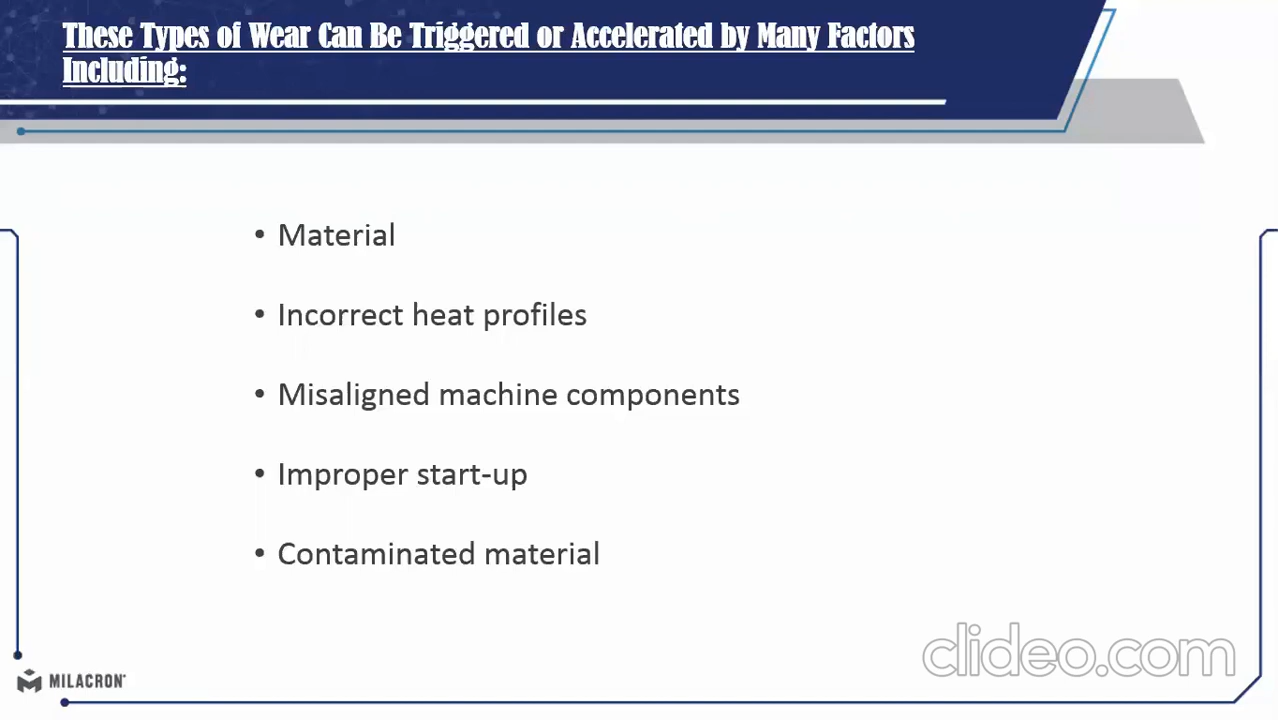 These Types of Wear Can Be Triggered or Accelerated by Many Factors
Including:
• Material
• Incorrect heat profiles
• Misaligned machine components
• Improper start-up
• Contaminated material
clideo.com
MILACRON